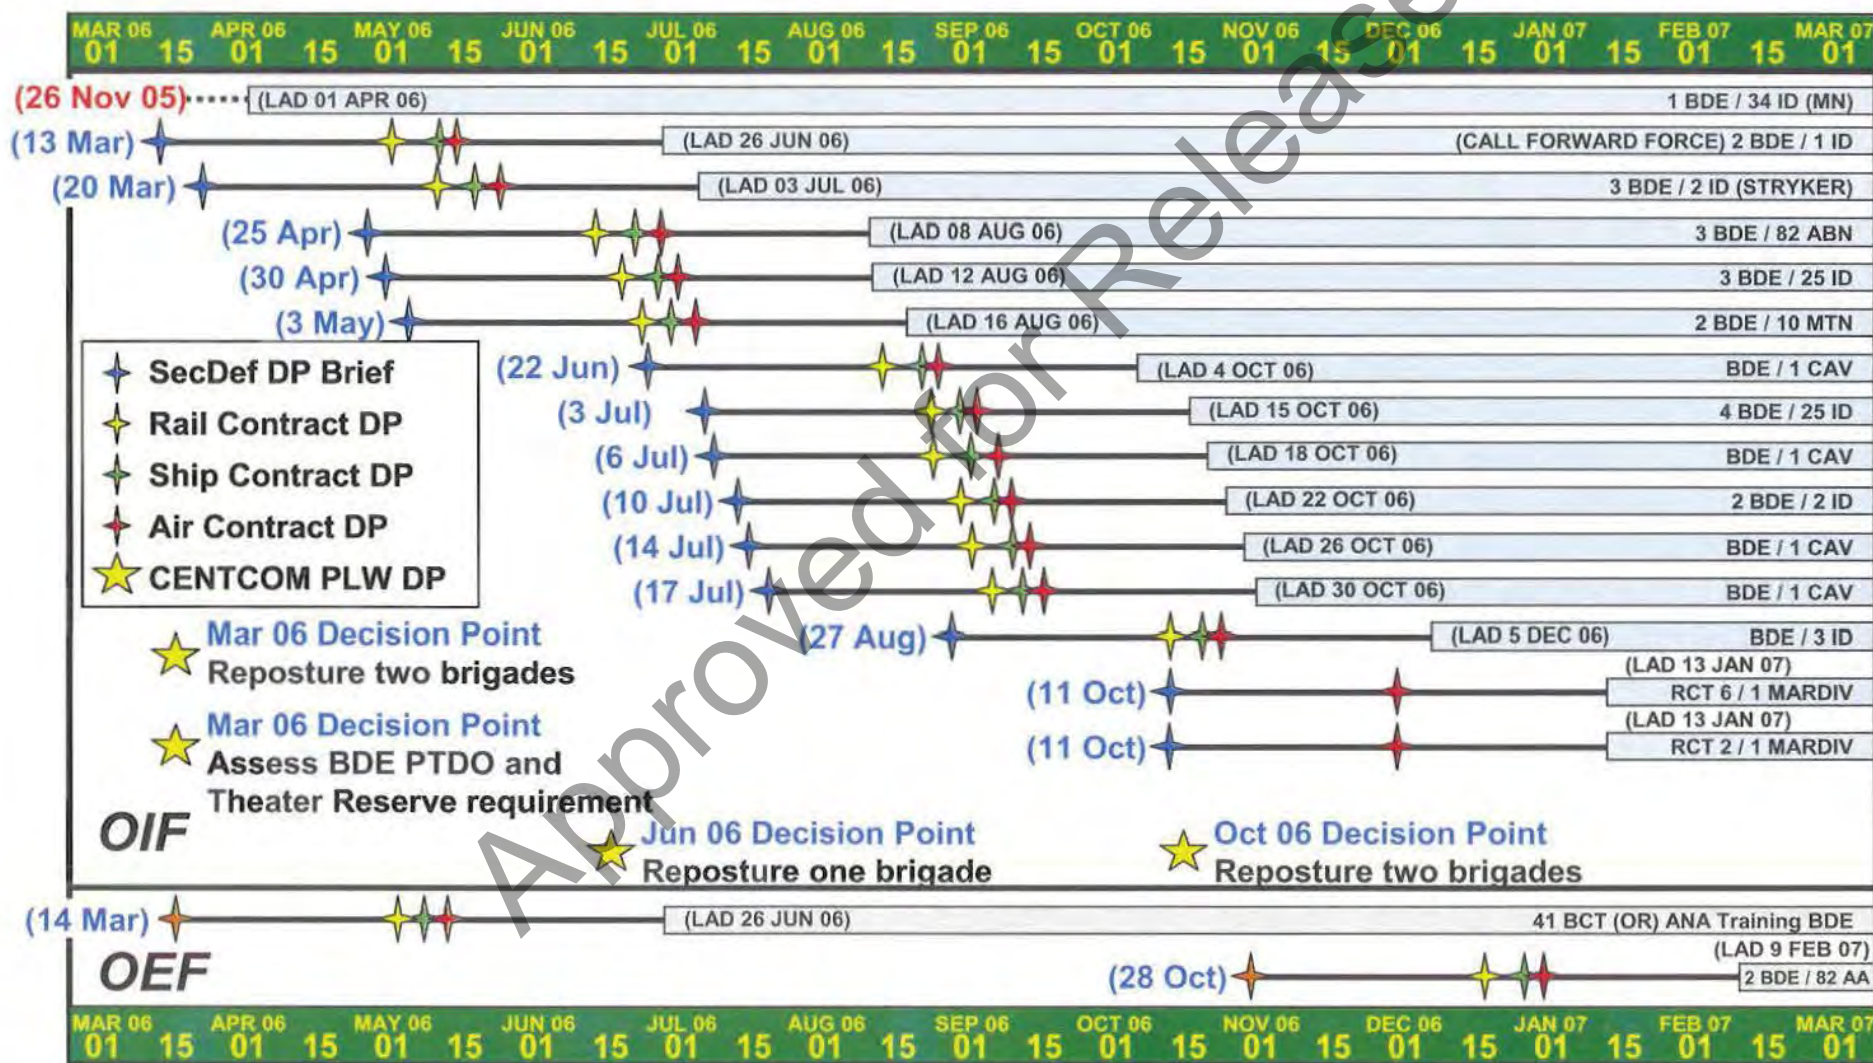 MAR 06 APR 06 MAY 06 JUN 06 JUL 06 AUG 06 SEP 06 OCT 06 NOV 06 DEC 06 JAN 07 FEB 07 MAR 07
01 15 01 15 01 15 01 15 01 15 01 15 01 15 01 15 01 15 01 15 01 15 01 15 01
(26 Nov 05) (LAD 01 APR 06) 1 BDE / 34 ID (MN)
(13 Mar) (LAD 26 JUN 06) (CALL FORWARD FORCE) 2 BDE / 1 ID
(20 Mar) (LAD 03 JUL 06) 3 BDE / 2 ID (STRYKER)
(25 Apr) (LAD 08 AUG 06) 3 BDE / 82 ABN
(30 Apr) (LAD 12 AUG 06) 3 BDE / 25 ID
(3 May) (LAD 16 AUG 06) 2 BDE / 10 MTN
(22 Jun) (LAD 4 OCT 06) BDE / 1 CAV
(3 Jul) (LAD 15 OCT 06) 4 BDE / 25 ID
(6 Jul) (LAD 18 OCT 06) BDE / 1 CAV
(10 Jul) (LAD 22 OCT 06) 2 BDE / 2 ID
(14 Jul) (LAD 26 OCT 06) BDE / 1 CAV
(17 Jul) (LAD 30 OCT 06) BDE / 1 CAV
(27 Aug) (LAD 5 DEC 06) BDE / 3 ID
(LAD 13 JAN 07)
(11 Oct) RCT 6 / 1 MARDIV
(LAD 13 JAN 07)
(11 Oct) RCT 2 / 1 MARDIV
SecDef DP Brief
Rail Contract DP
Ship Contract DP
Air Contract DP
CENTCOM PLW DP
Mar 06 Decision Point
Reposture two brigades
Mar 06 Decision Point
Assess BDE PTDO and
Theater Reserve requirement
OIF
Jun 06 Decision Point
Reposture one brigade
Oct 06 Decision Point
Reposture two brigades
(14 Mar) (LAD 26 JUN 06) 41 BCT (OR) ANA Training BDE
(LAD 9 FEB 07)
OEF
(28 Oct) 2 BDE / 82 AA
MAR 06 APR 06 MAY 06 JUN 06 JUL 06 AUG 06 SEP 06 OCT 06 NOV 06 DEC 06 JAN 07 FEB 07 MAR 07
01 15 01 15 01 15 01 15 01 15 01 15 01 15 01 15 01 15 01 15 01 15 01 15 01
Approved for Release